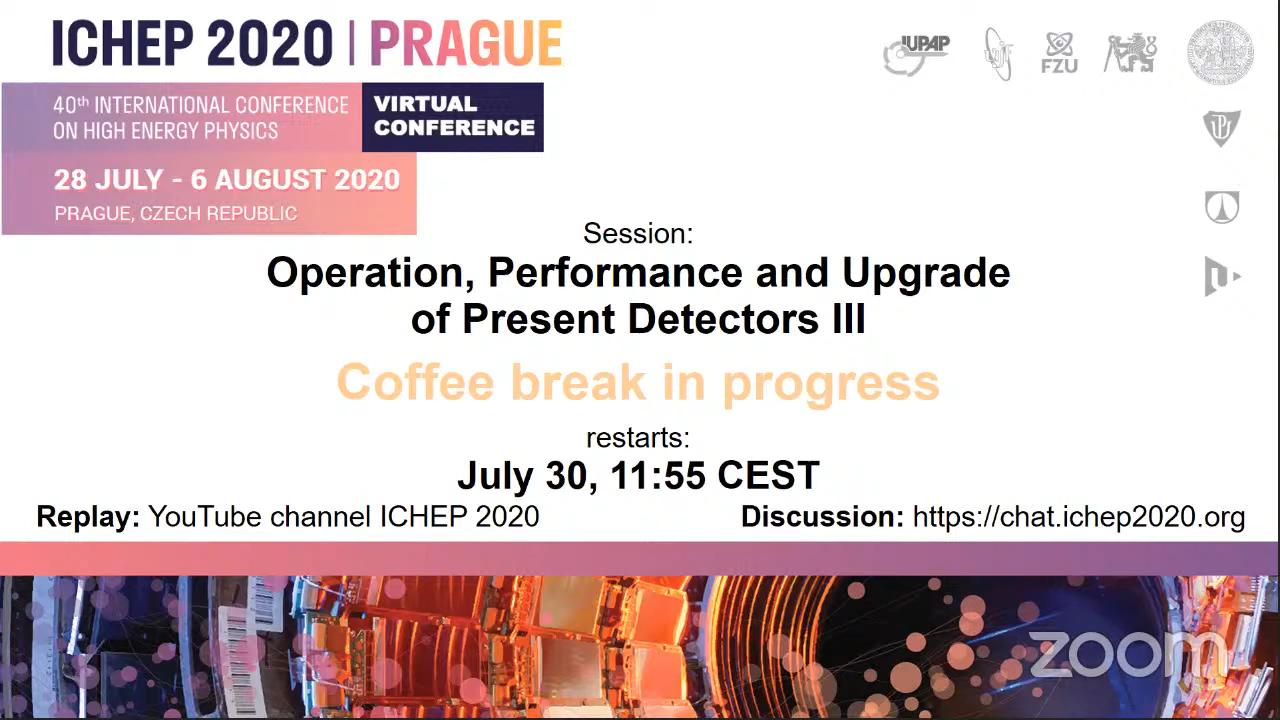 ICHEP 2020 | PRAGUE
40th INTERNATIONAL CONFERENCE
ON HIGH ENERGY PHYSICS
VIRTUAL
CONFERENCE
28 JULY - 6 AUGUST 2020
PRAGUE, CZECH REPUBLIC
IUPAP
FZU
Session:
Operation, Performance and Upgrade
of Present Detectors III
Coffee break in progress
restarts:
July 30, 11:55 CEST
Replay: YouTube channel ICHEP 2020
Discussion: https://chat.ichep2020.org
zoom